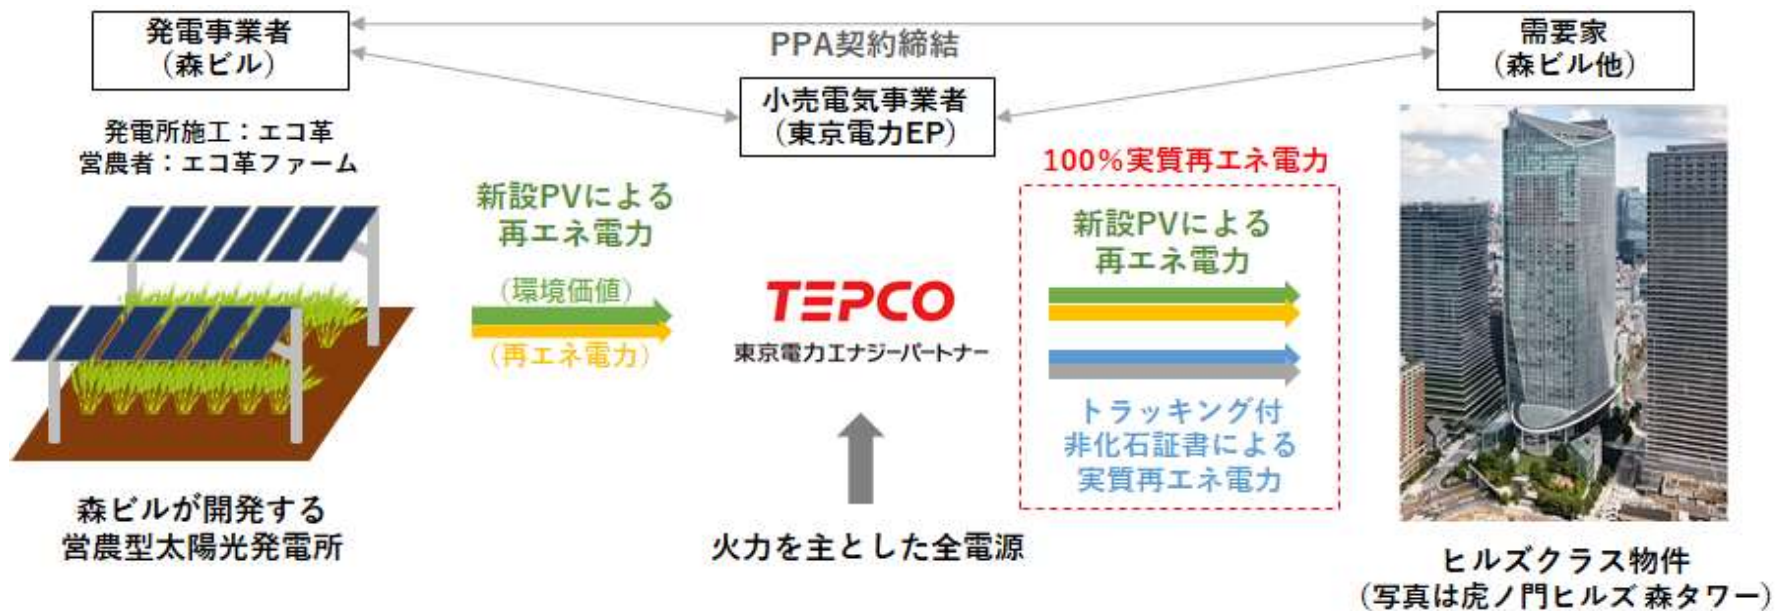 発電事業者
（森ビル）
PPA契約締結
需要家
（森ビル他）
小売電気事業者
（東京電力EP）
発電所施工：エコ革
営農者：エコ革ファーム
新設PVによる
再エネ電力
（環境価値）
（再エネ電力）
TEPCO
東京電力エナジーパートナー
100%実質再エネ電力
新設PVによる
再エネ電力
トラッキング付
非化石証書による
実質再エネ電力
森ビルが開発する
営農型太陽光発電所
火力を主とした全電源
ヒルズクラス物件
（写真は虎ノ門ヒルズ 森タワー）